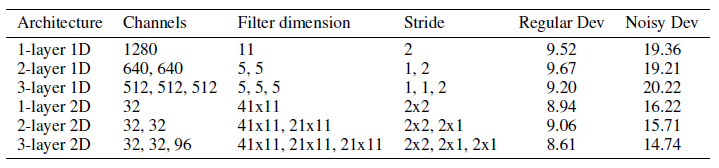 Architecture Channels Filter dimension Stride Regular Dev Noisy Dev
1-layer 1D 1280 11 2 9.52 19.36
2-layer 1D 640, 640 5, 5 1, 2 9.67 19.21
3-layer 1D 512, 512, 512 5, 5, 5 1, 1, 2 9.20 20.22
1-layer 2D 32 41x11 2x2 8.94 16.22
2-layer 2D 32, 32 41x11, 21x11 2x2, 2x1 9.06 15.71
3-layer 2D 32, 32, 96 41x11, 21x11, 21x11 2x2, 2x1, 2x1 8.61 14.74